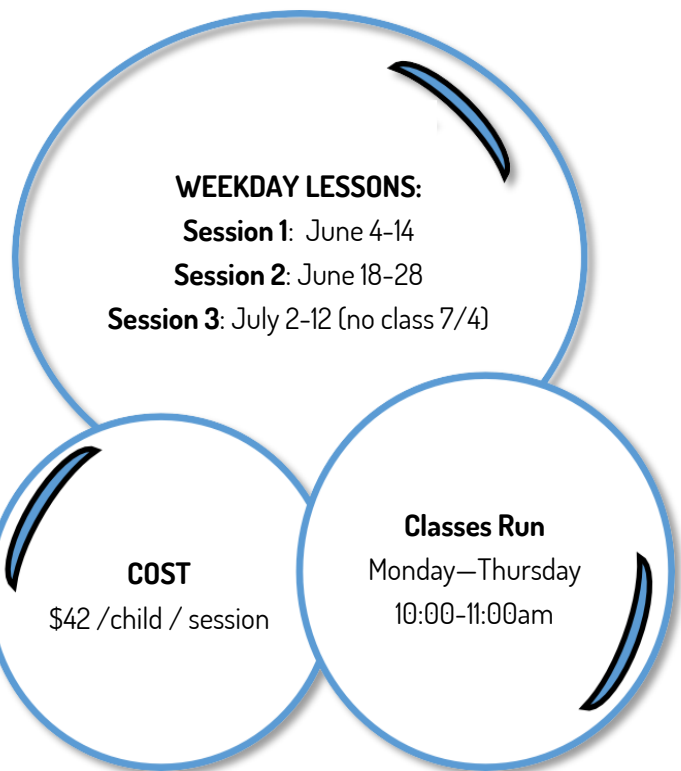 WEEKDAY LESSONS:
Session 1:  June 4-14
Session 2: June 18-28
Session 3: July 2-12 (no class 7/4)
COST
$42 /child / session
Classes Run
Monday—Thursday
10:00-11:00am